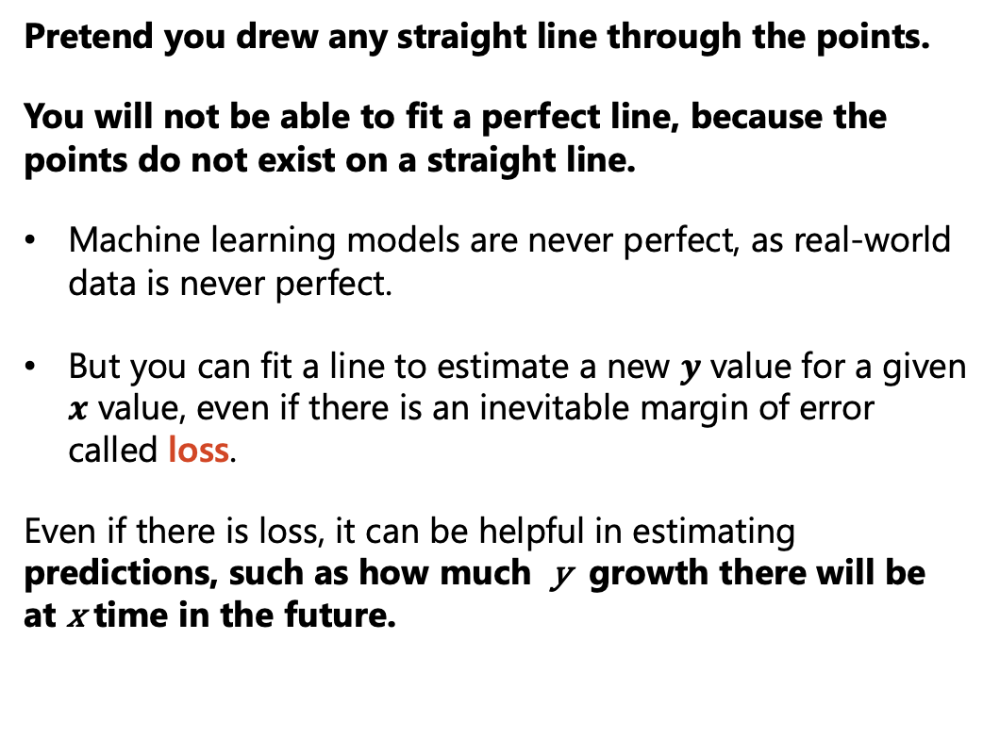 Pretend you drew any straight line through the points.
You will not be able to fit a perfect line, because the
points do not exist on a straight line.
• Machine learning models are never perfect, as real-world
data is never perfect.
• But you can fit a line to estimate a new y value for a given
x value, even if there is an inevitable margin of error
called loss.
Even if there is loss, it can be helpful in estimating
predictions, such as how much y growth there will be
at x time in the future.